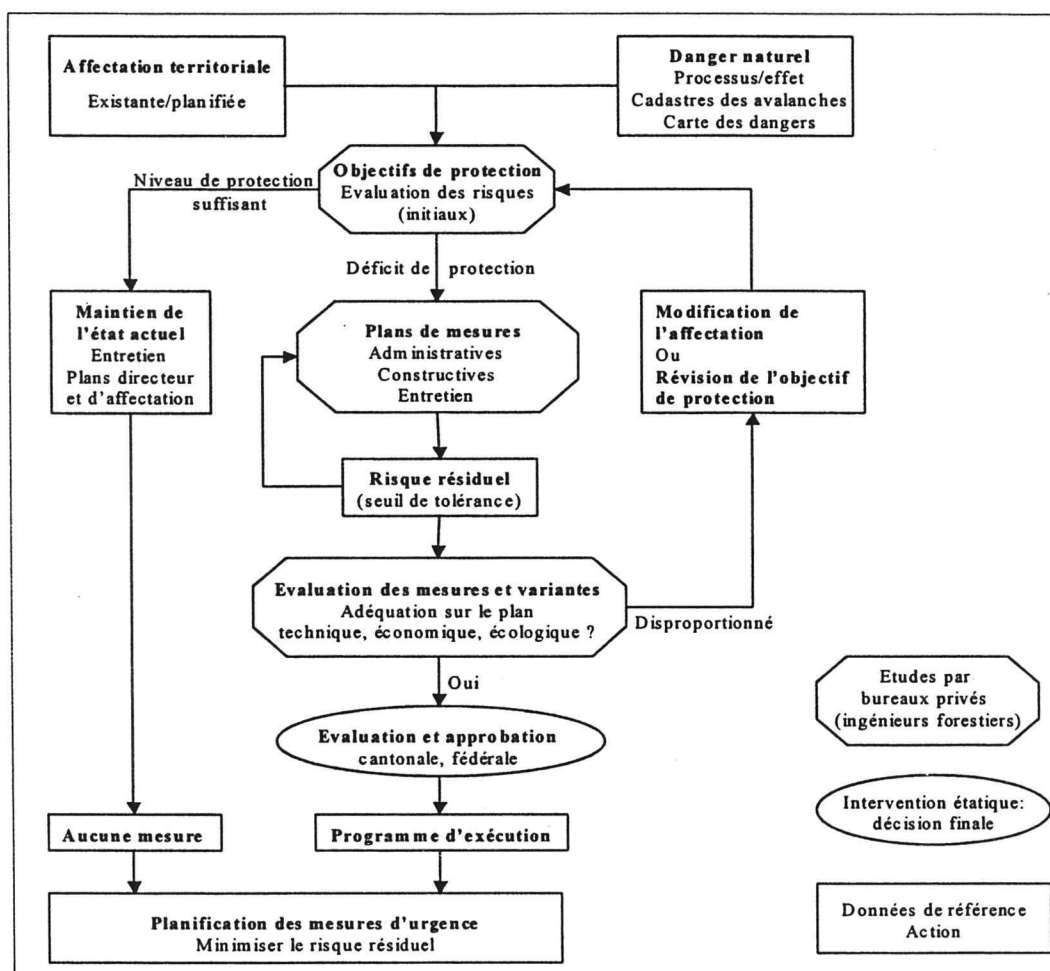 Affectation territoriale
Existante/planifiée
Danger naturel
Processus/effet
Cadastres des avalanches
Carte des dangers
Objectifs de protection
Evaluation des risques
(initiaux)
Niveau de protection
suffisant
Déficit de protection
Maintien de
l'état actuel
Entretien
Plans directeur
et d'affectation
Plans de mesures
Administratives
Constructives
Entretien
Modification de
l'affectation
Ou
Révision de l'objectif
de protection
Risque résiduel
(seuil de tolérance)
Evaluation des mesures et variantes
Adéquation sur le plan
technique, économique, écologique ?
Disproportionné
Oui
Evaluation et approbation
cantonale, fédérale
Aucune mesure
Programme d'exécution
Planification des mesures d'urgence
Minimiser le risque résiduel
Etudes par
bureaux privés
(ingénieurs forestiers)
Intervention étatique:
décision finale
Données de référence
Action